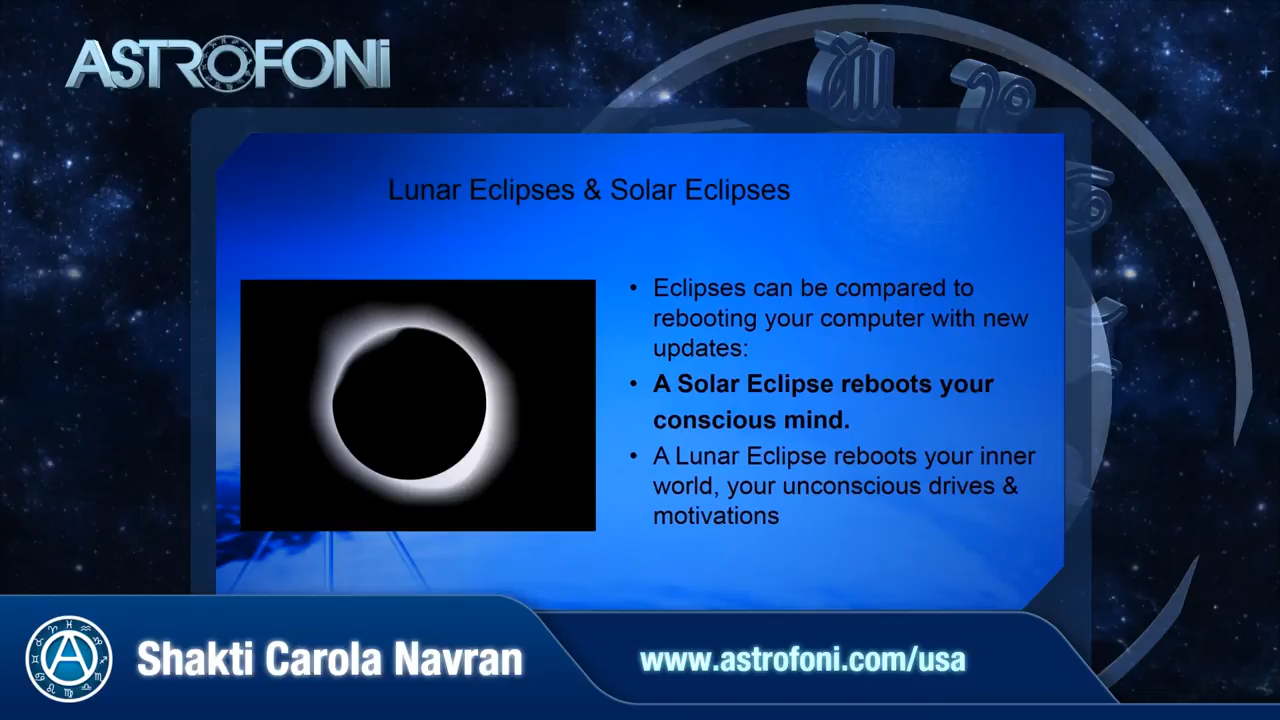 ASTROFONi
Lunar Eclipses & Solar Eclipses
• Eclipses can be compared to
rebooting your computer with new
updates:
• A Solar Eclipse reboots your
conscious mind.
• A Lunar Eclipse reboots your inner
world, your unconscious drives &
motivations
A
Shakti Carola Navran
www.astrofoni.com/usa